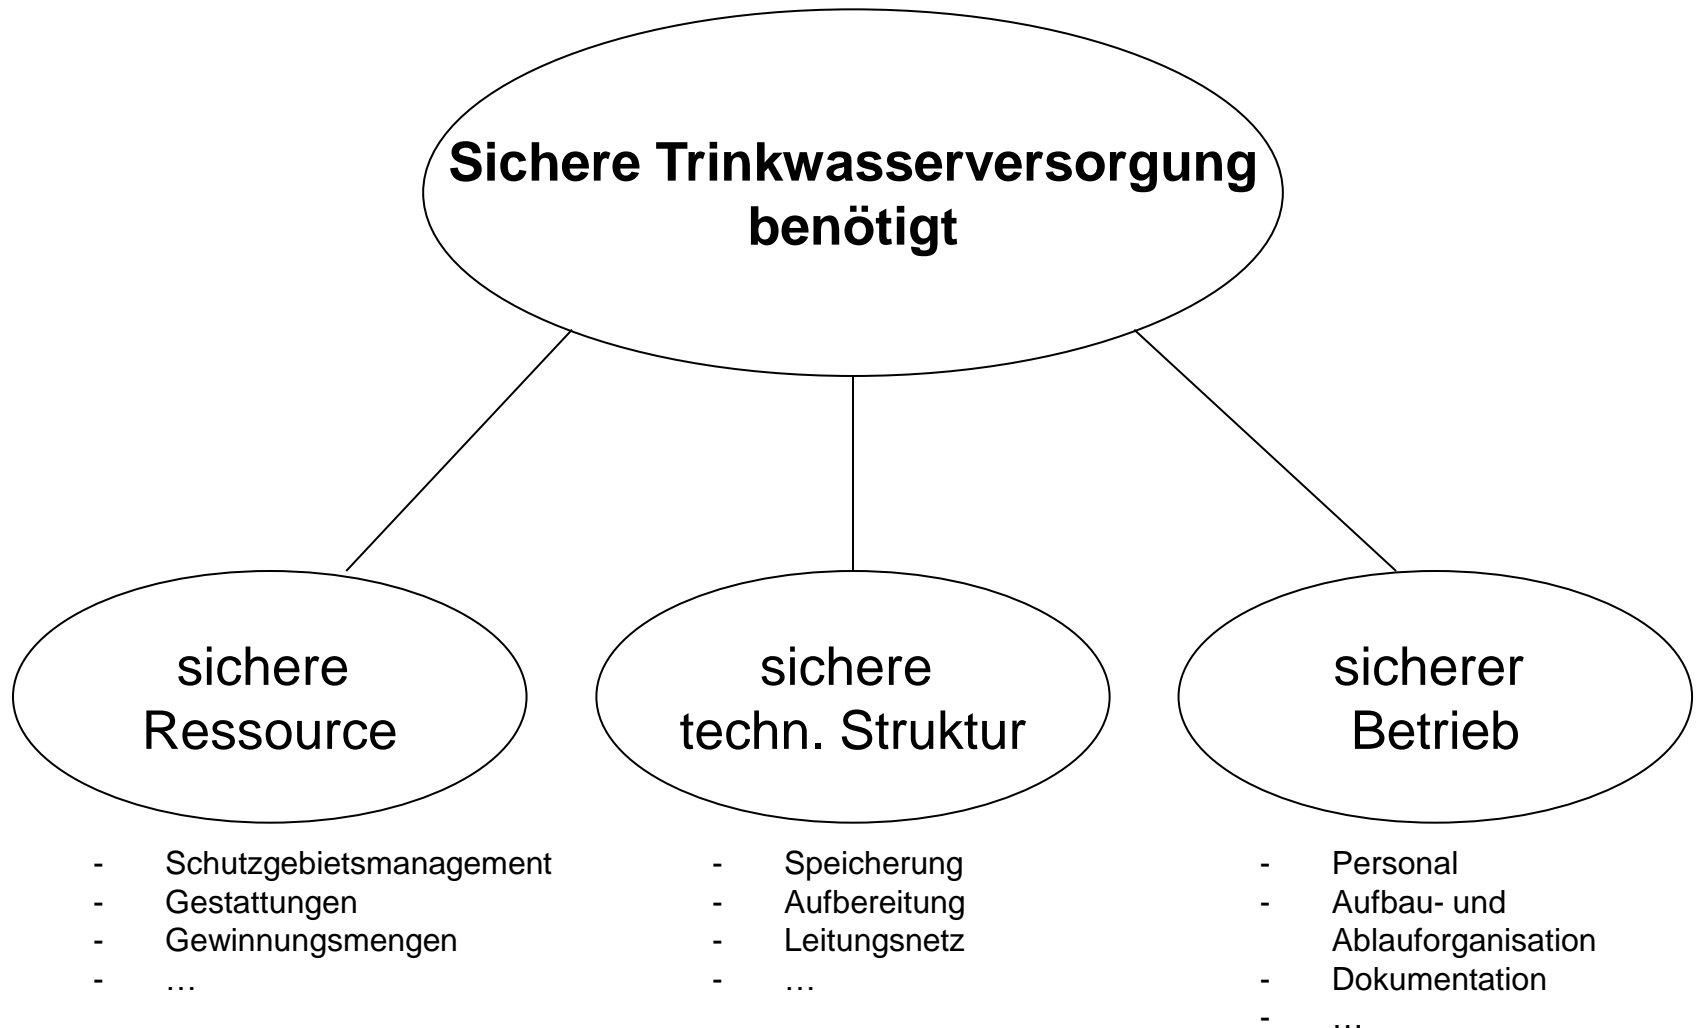 Sichere Trinkwasserversorgung
benötigt
sichere
Ressource
sichere
techn. Struktur
sicherer
Betrieb
- Schutzgebietsmanagement
- Gestattungen
- Gewinnungsmengen
- …
- Speicherung
- Aufbereitung
- Leitungsnetz
- …
- Personal
- Aufbau- und
Ablauforganisation
- Dokumentation
- …